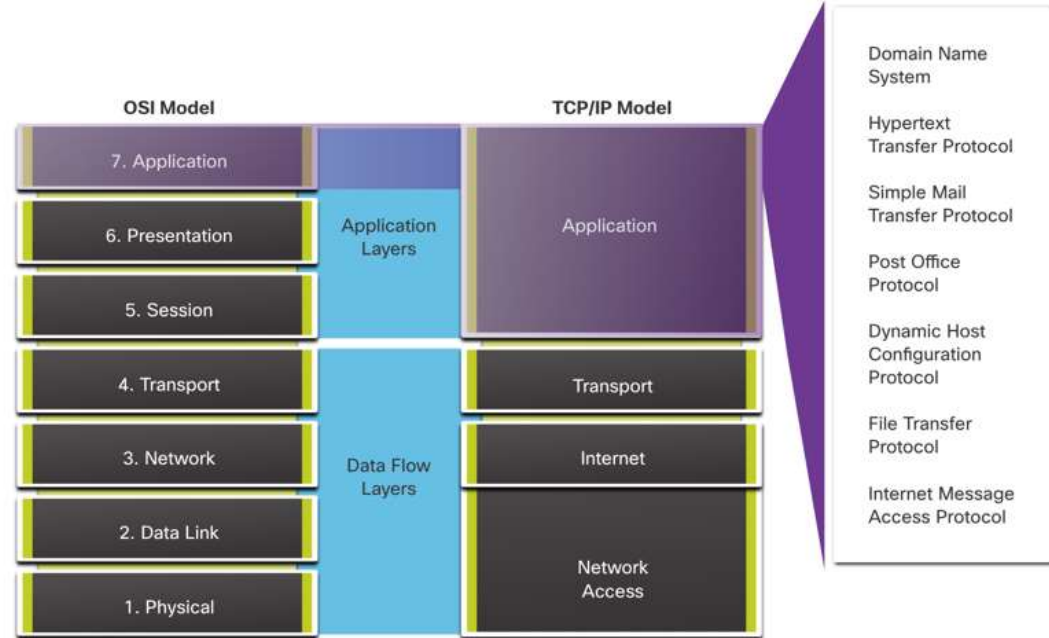 OSI Model
7. Application
6. Presentation
5. Session
4. Transport
3. Network
2. Data Link
1. Physical
Application
Layers
Data Flow
Layers
TCP/IP Model
Application
Transport
Internet
Network
Access
Domain Name
System
Hypertext
Transfer Protocol
Simple Mail
Transfer Protocol
Post Office
Protocol
Dynamic Host
Configuration
Protocol
File Transfer
Protocol
Internet Message
Access Protocol